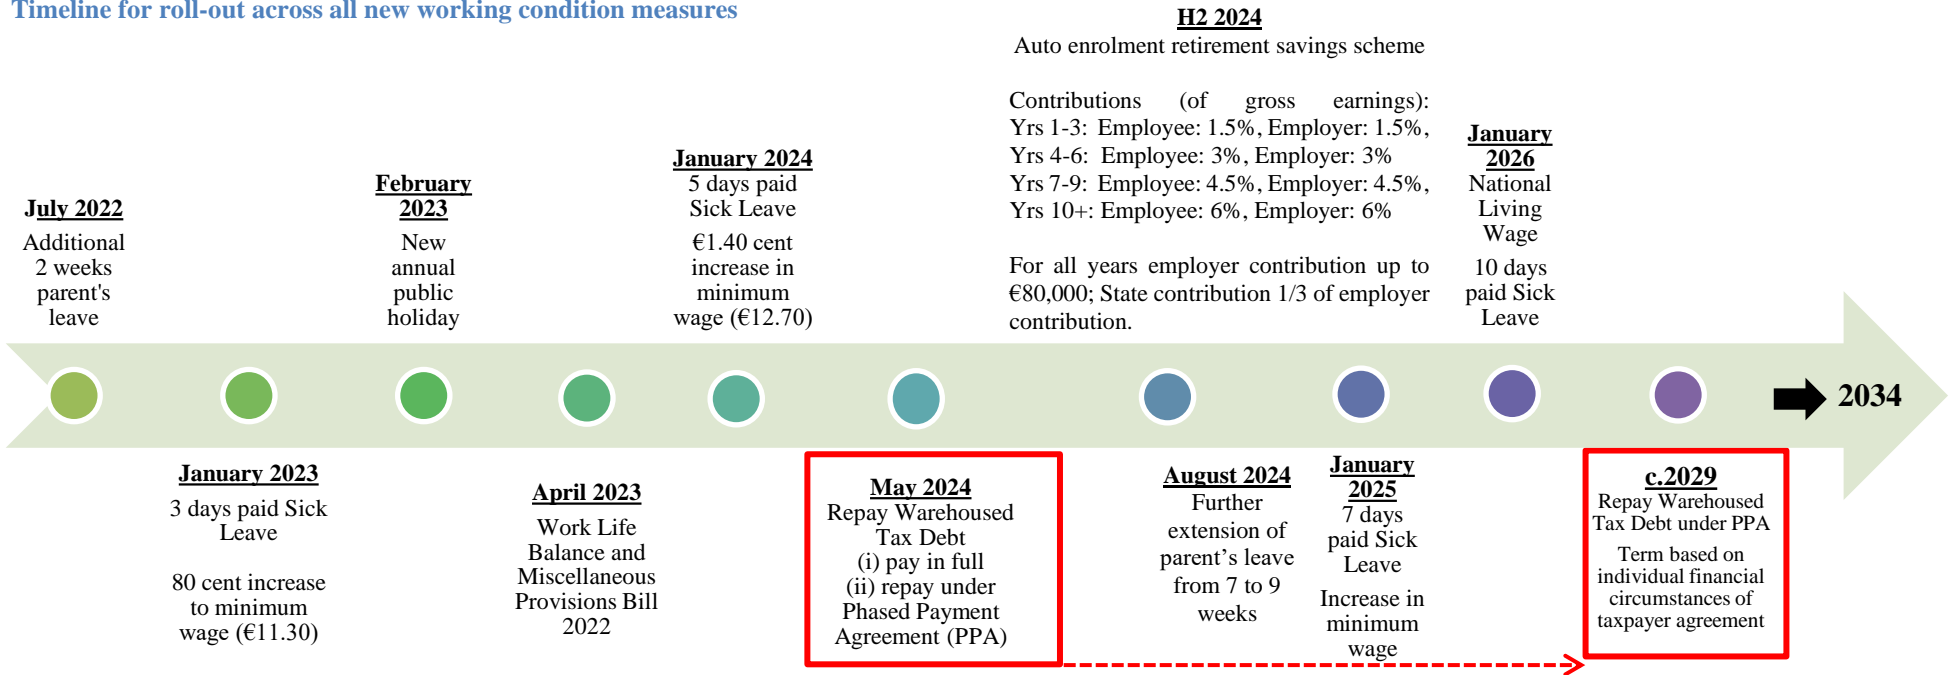 Timeline for roll-out across all new working condition measures
July 2022
Additional
2 weeks
parent's
leave
January 2023
3 days paid Sick
Leave
80 cent increase
to minimum
wage (€11.30)
February
2023
New
annual
public
holiday
April 2023
Work Life
Balance and
Miscellaneous
Provisions Bill
2022
January 2024
5 days paid
Sick Leave
€1.40 cent
increase in
minimum
wage (€12.70)
May 2024
Repay Warehoused
Tax Debt
(i) pay in full
(ii) repay under
Phased Payment
Agreement (PPA)
H2 2024
Auto enrolment retirement savings scheme
Contributions (of gross earnings):
Yrs 1-3: Employee: 1.5%, Employer: 1.5%,
Yrs 4-6: Employee: 3%, Employer: 3%
Yrs 7-9: Employee: 4.5%, Employer: 4.5%,
Yrs 10+: Employee: 6%, Employer: 6%
For all years employer contribution up to
€80,000; State contribution 1/3 of employer
contribution.
August 2024
Further
extension of
parent’s leave
from 7 to 9
weeks
January
2025
7 days
paid Sick
Leave
Increase in
minimum
wage
January
2026
National
Living
Wage
10 days
paid Sick
Leave
c.2029
Repay Warehoused
Tax Debt under PPA
Term based on
individual financial
circumstances of
taxpayer agreement
2034